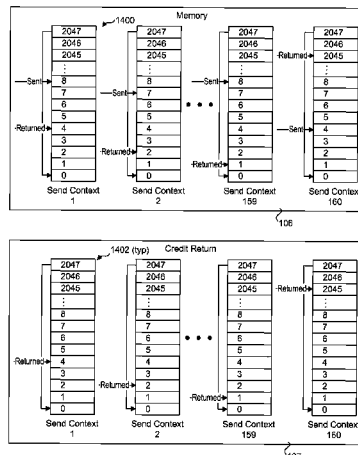 Memory
1400
2047 2047 2047 2047
2046 2046 2046 2046
2045 2045 2045 Returned 2045
Sent 8 8 Sent 8 8
7 Sent 7 7 7
6 6 6 6
5 5 5 5
Returned 4 4 4 Sent 4
3 3 3 3
2 Returned 2 2 2
1 1 Returned 1 1
0 0 0 0
Send Context Send Context Send Context Send Context
1 2 159 160
106
Credit Return
1402 (typ)
2047 2047 2047 2047
2046 2046 2046 2046
2045 2045 2045 Returned 2045
8 8 8 8
7 7 7 7
6 6 6 6
5 5 5 5
Returned 4 4 4 4
3 3 3 3
2 Returned 2 2 2
1 1 Returned 1 1
0 0 0 0
Send Context Send Context Send Context Send Context
1 2 159 160